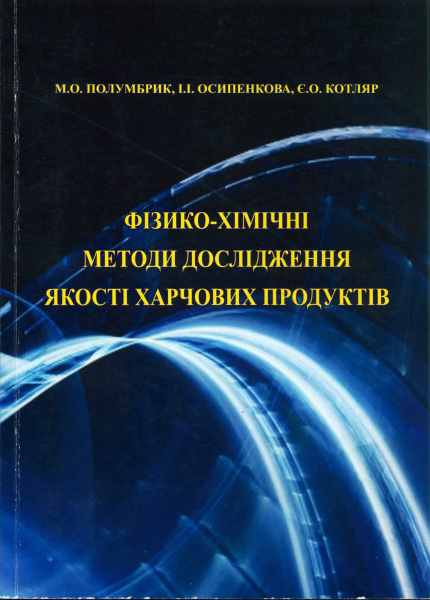 М.О. ПОЛУМБРИК, І.І. ОСИПЕНКОВА, Є.О. КОТЛЯР
ФІЗИКО-ХІМІЧНІ
МЕТОДИ ДОСЛІДЖЕННЯ
ЯКОСТІ ХАРЧОВИХ ПРОДУКТІВ